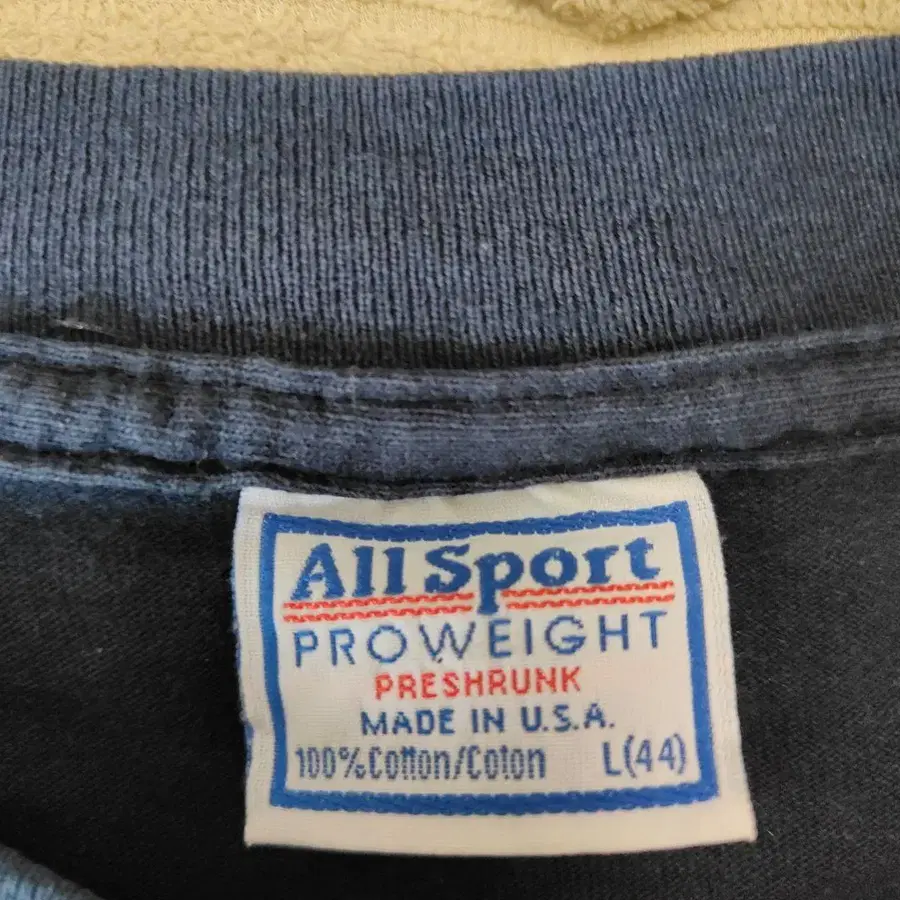 All Sport
PROWEIGHT
PRESHRUNK
MADE IN U.S.A.
100% Cotton/Coton L(44)